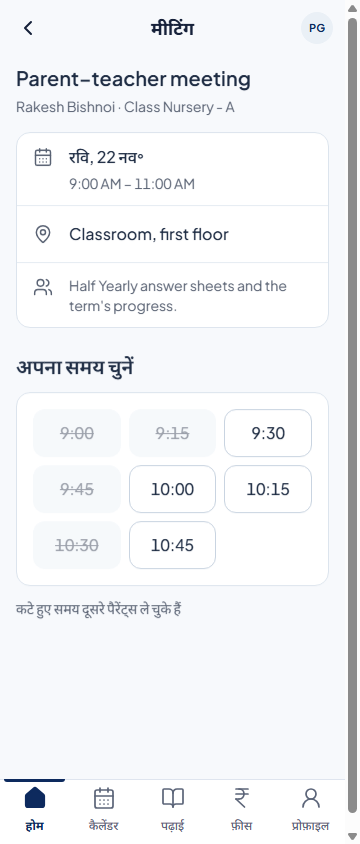 मीटिंग
PG
Parent–teacher meeting
Rakesh Bishnoi · Class Nursery - A
रवि, 22 नव॰
9:00 AM – 11:00 AM
Classroom, first floor
Half Yearly answer sheets and the
term's progress.
अपना समय चुनें
9:00 9:15 9:30
9:45 10:00 10:15
10:30 10:45
कटे हुए समय दूसरे पैरेंट्स ले चुके हैं
होम कैलेंडर पढ़ाई फ़ीस प्रोफ़ाइल